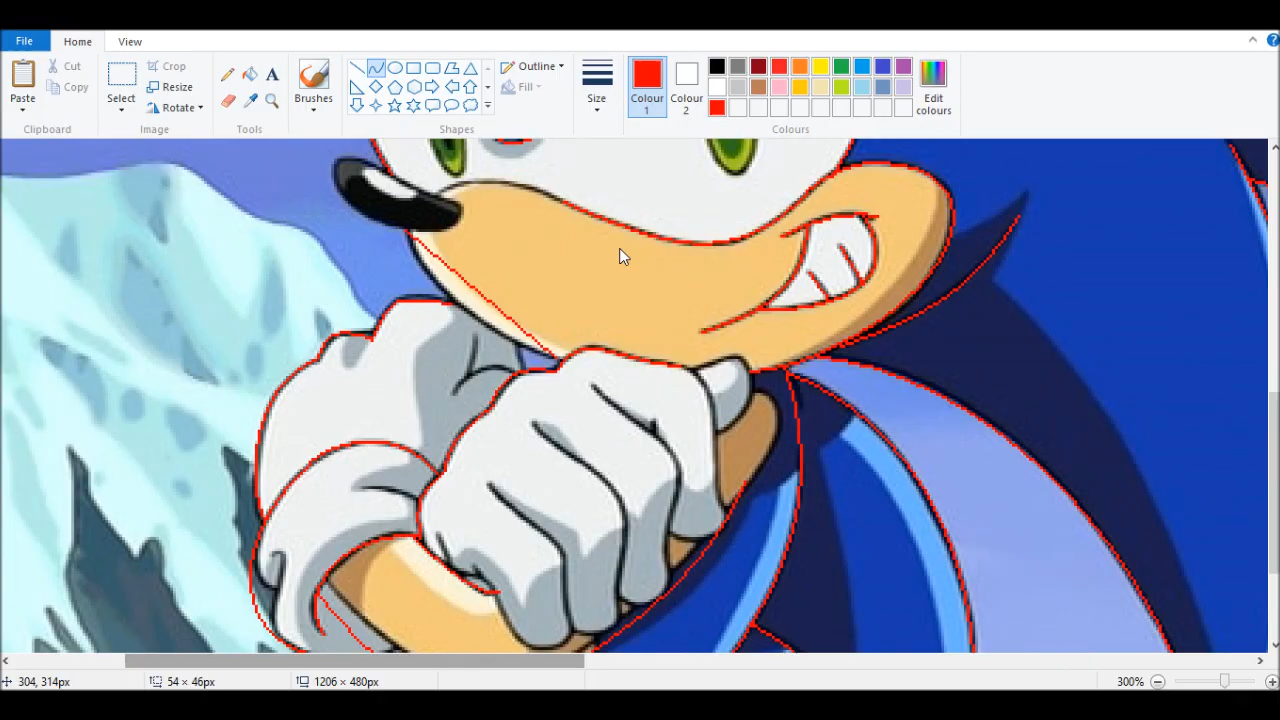 File
Home
View
Paste
Cut
Copy
Clipboard
Select
Crop
Resize
Rotate
Image
A
Tools
Brushes
Outline
Fill
Shapes
Size
Colour
1
Colour
2
Edit
colours
Colours
304, 314px
54 × 46px
1206 × 480px
300%